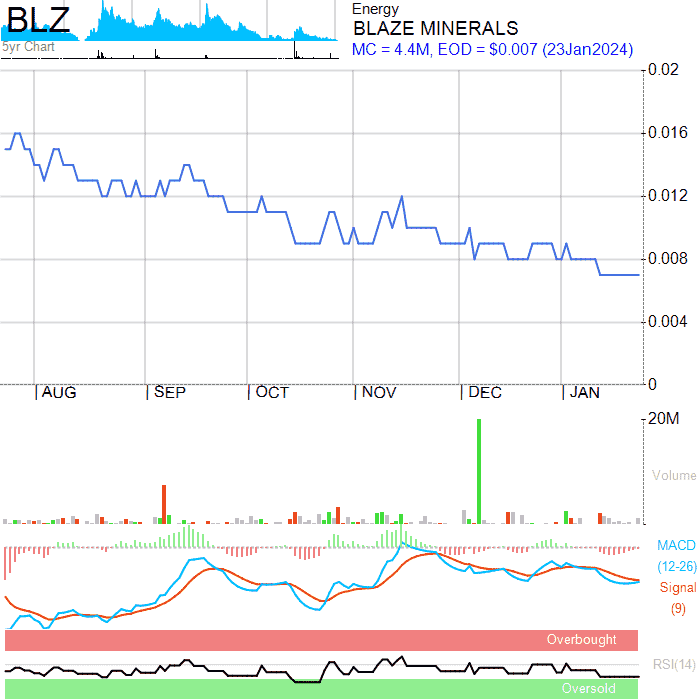 BLZ
5yr Chart
Energy
BLAZE MINERALS
MC = 4.4M, EOD = $0.007 (23Jan2024)
0.02
0.016
0.012
0.008
0.004
0
AUG SEP OCT NOV DEC JAN
20M
Volume
MACD
(12-26)
Signal
(9)
Overbought
RSI(14)
Oversold